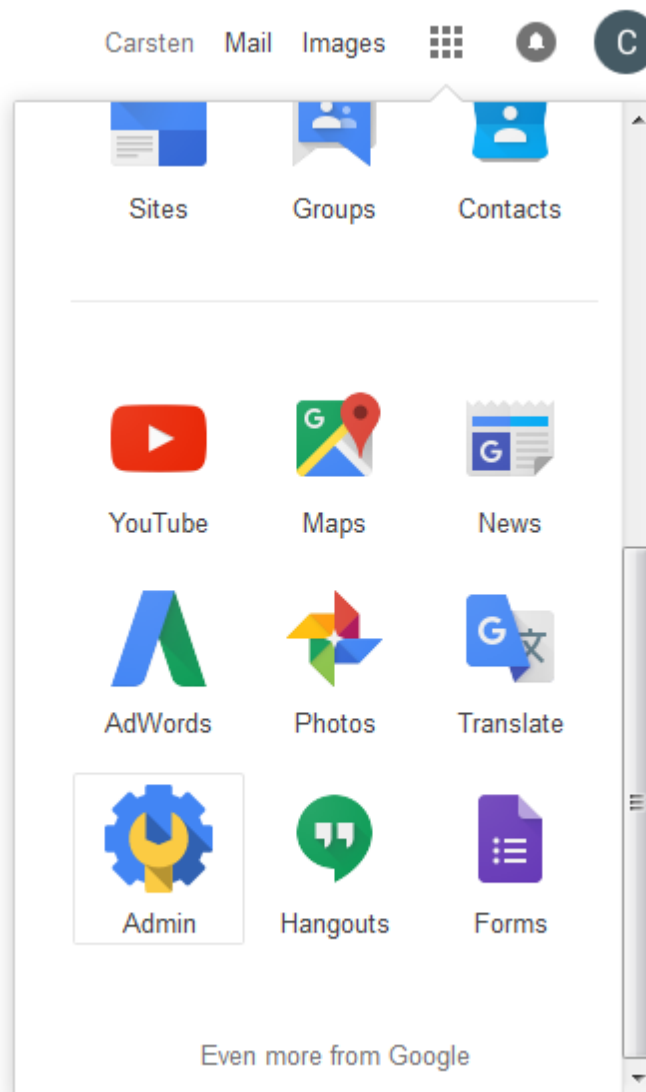 Carsten Mail Images C
Sites Groups Contacts
G G
YouTube Maps News
G 文
AdWords Photos Translate
Admin Hangouts Forms
Even more from Google